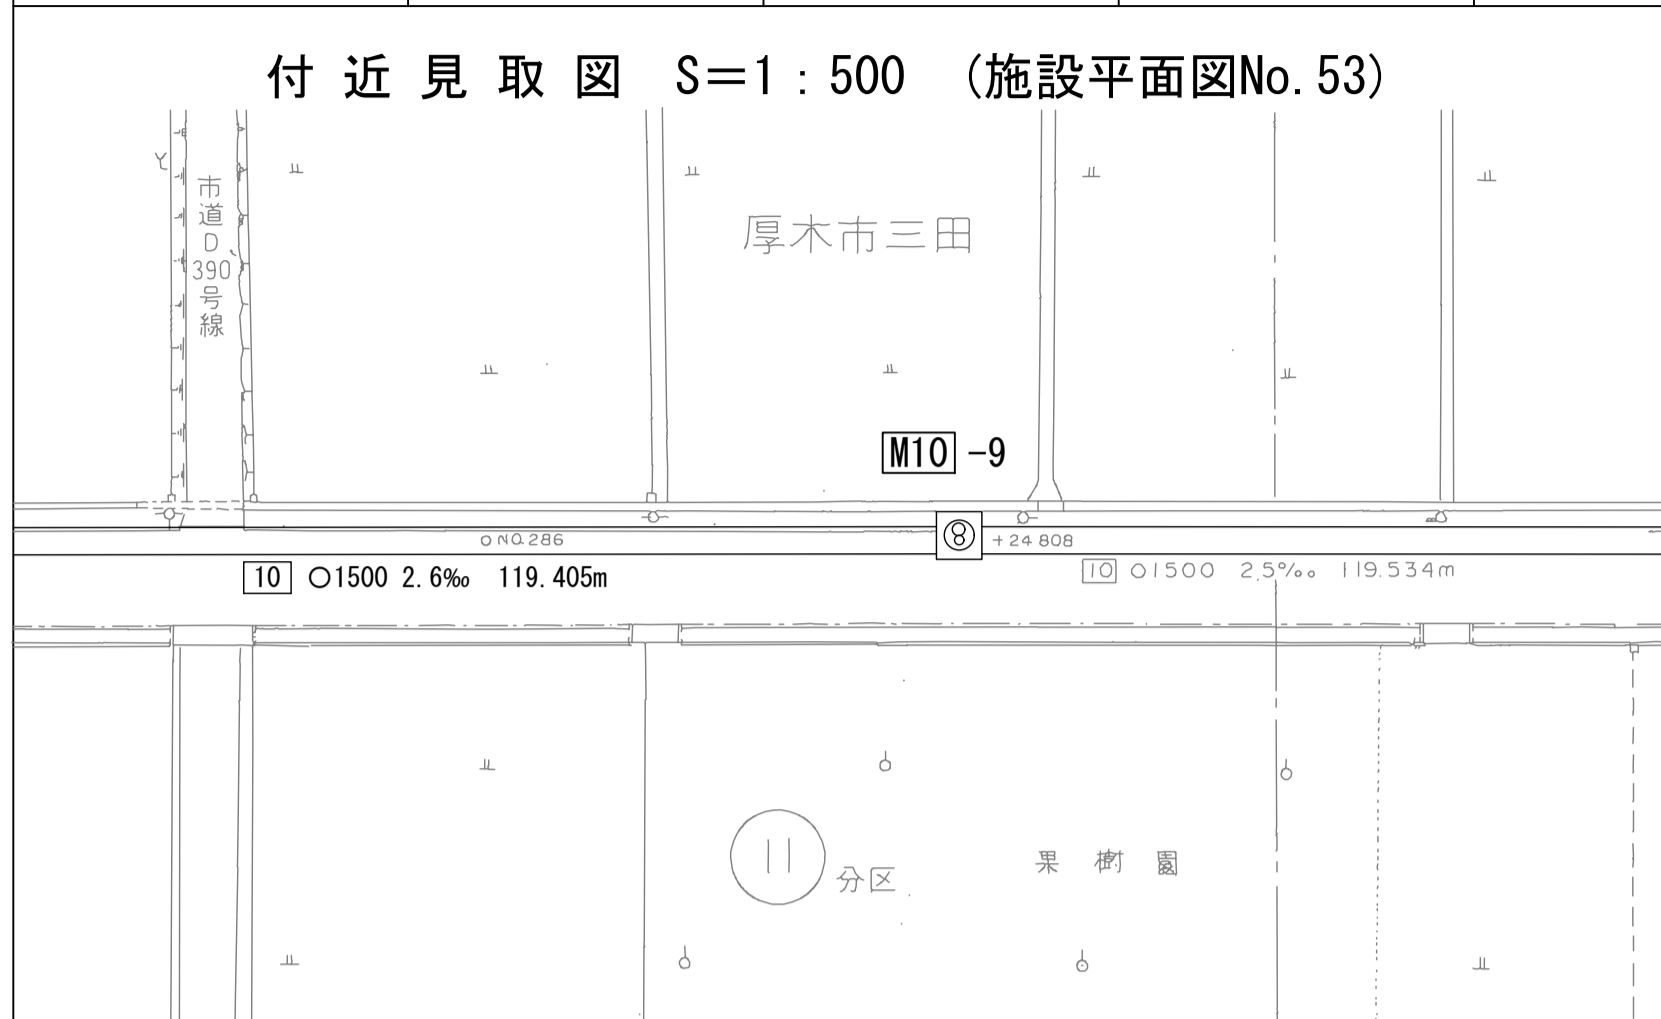 付近見取図 S=1:500 (施設平面図No.53)
市道D390号線
厚木市三田
M10 -9
8
NO.286
+24 808
10 ○1500 2.6‰ 119.405m
10 ○1500 2.5‰ 119.534m
11 分区
果樹園